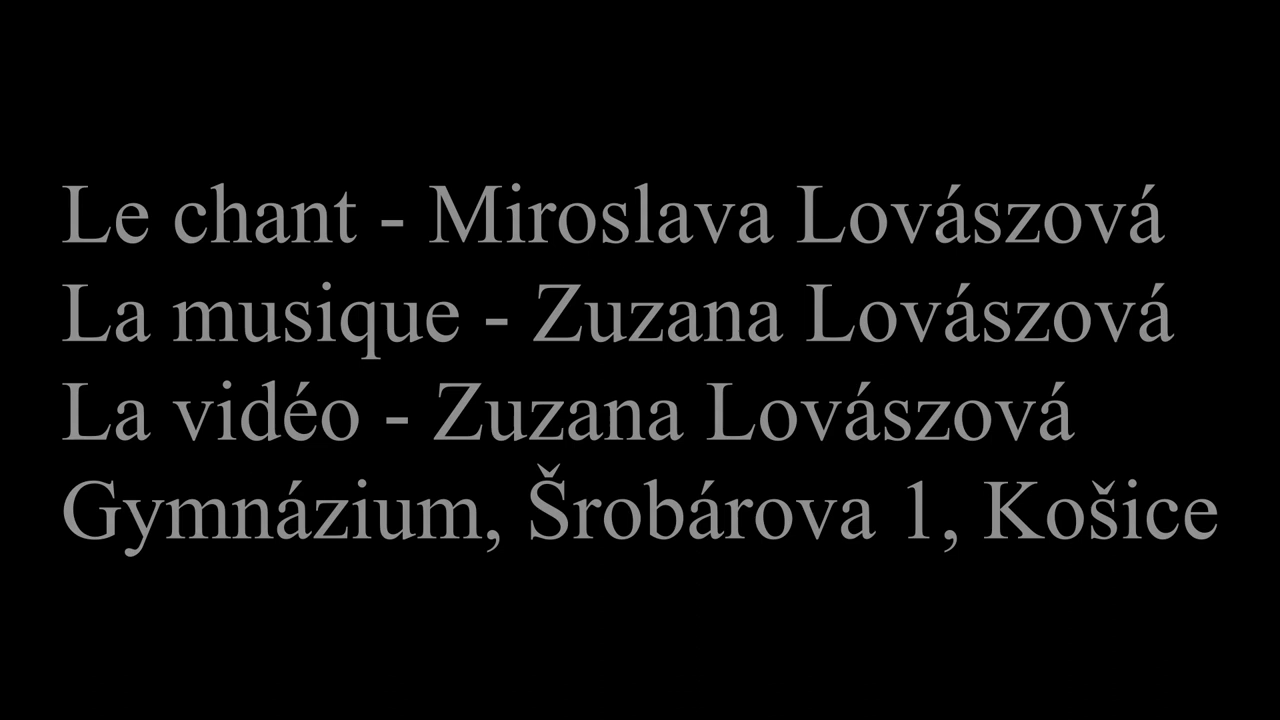 Le chant - Miroslava Lovászová
La musique - Zuzana Lovászová
La vidéo - Zuzana Lovászová
Gymnázium, Šrobárova 1, Košice